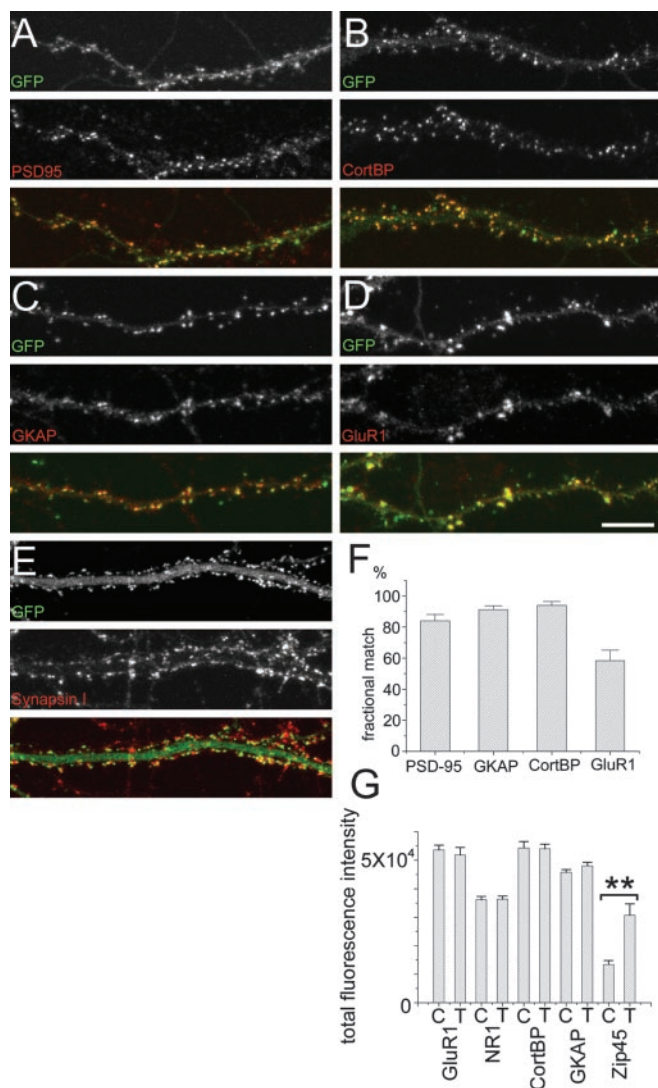 A
GFP
PSD95
B
GFP
CortBP
C
GFP
GKAP
D
GFP
GluR1
E
GFP
Synapsin I
F
%
100
80
60
40
20
0
fractional match
PSD-95 GKAP CortBP GluR1
G
total fluorescence intensity
5X10⁴
0
**
C T C T C T C T C T
GluR1 NR1 CortBP GKAP Zip45